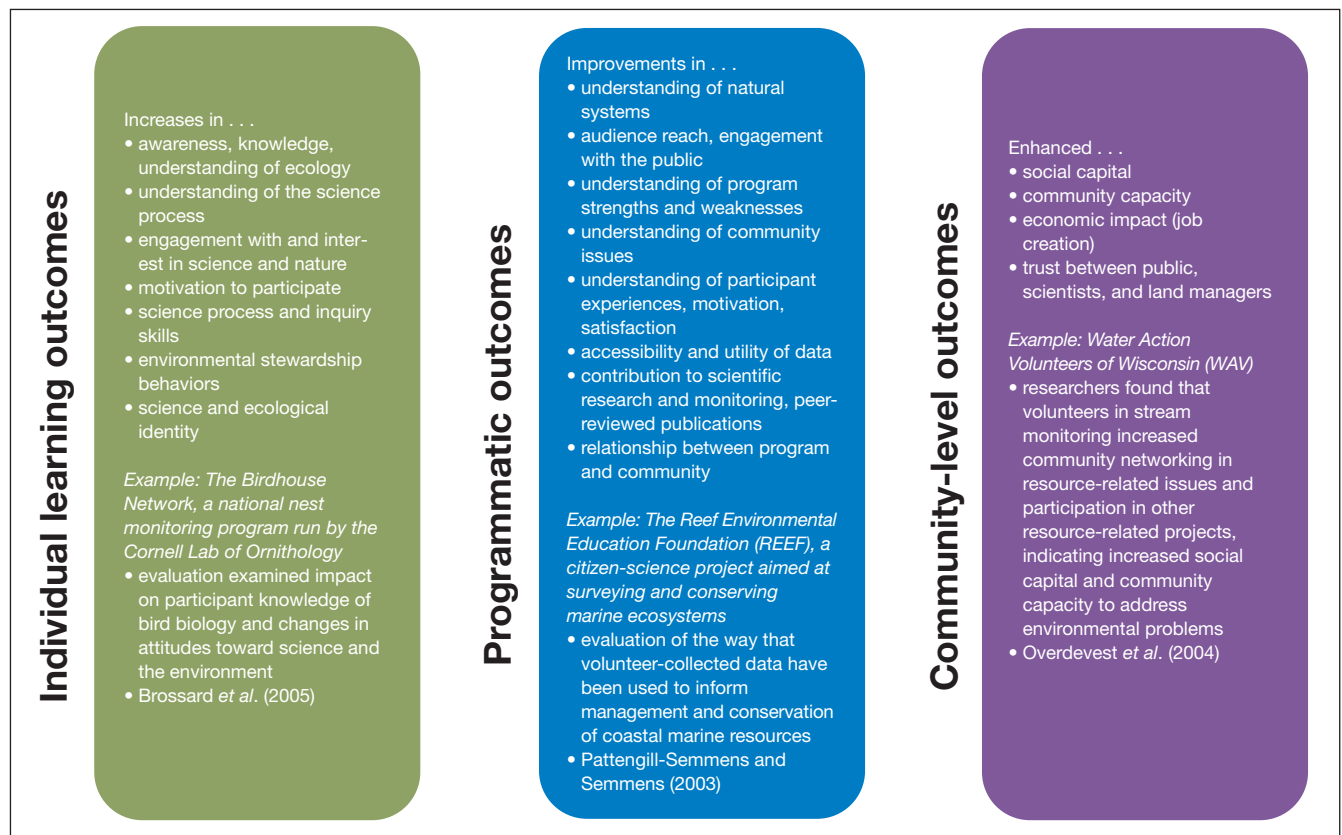 Individual learning outcomes
Increases in . . .
• awareness, knowledge,
understanding of ecology
• understanding of the science
process
• engagement with and inter-
est in science and nature
• motivation to participate
• science process and inquiry
skills
• environmental stewardship
behaviors
• science and ecological
identity
Example: The Birdhouse
Network, a national nest
monitoring program run by the
Cornell Lab of Ornithology
• evaluation examined impact
on participant knowledge of
bird biology and changes in
attitudes toward science and
the environment
• Brossard et al. (2005)
Programmatic outcomes
Improvements in . . .
• understanding of natural
systems
• audience reach, engagement
with the public
• understanding of program
strengths and weaknesses
• understanding of community
issues
• understanding of participant
experiences, motivation,
satisfaction
• accessibility and utility of data
• contribution to scientific
research and monitoring, peer-
reviewed publications
• relationship between program
and community
Example: The Reef Environmental
Education Foundation (REEF), a
citizen-science project aimed at
surveying and conserving
marine ecosystems
• evaluation of the way that
volunteer-collected data have
been used to inform
management and conservation
of coastal marine resources
• Pattengill-Semmens and
Semmens (2003)
Community-level outcomes
Enhanced . . .
• social capital
• community capacity
• economic impact (job
creation)
• trust between public,
scientists, and land managers
Example: Water Action
Volunteers of Wisconsin (WAV)
• researchers found that
volunteers in stream
monitoring increased
community networking in
resource-related issues and
participation in other
resource-related projects,
indicating increased social
capital and community
capacity to address
environmental problems
• Overdevest et al. (2004)